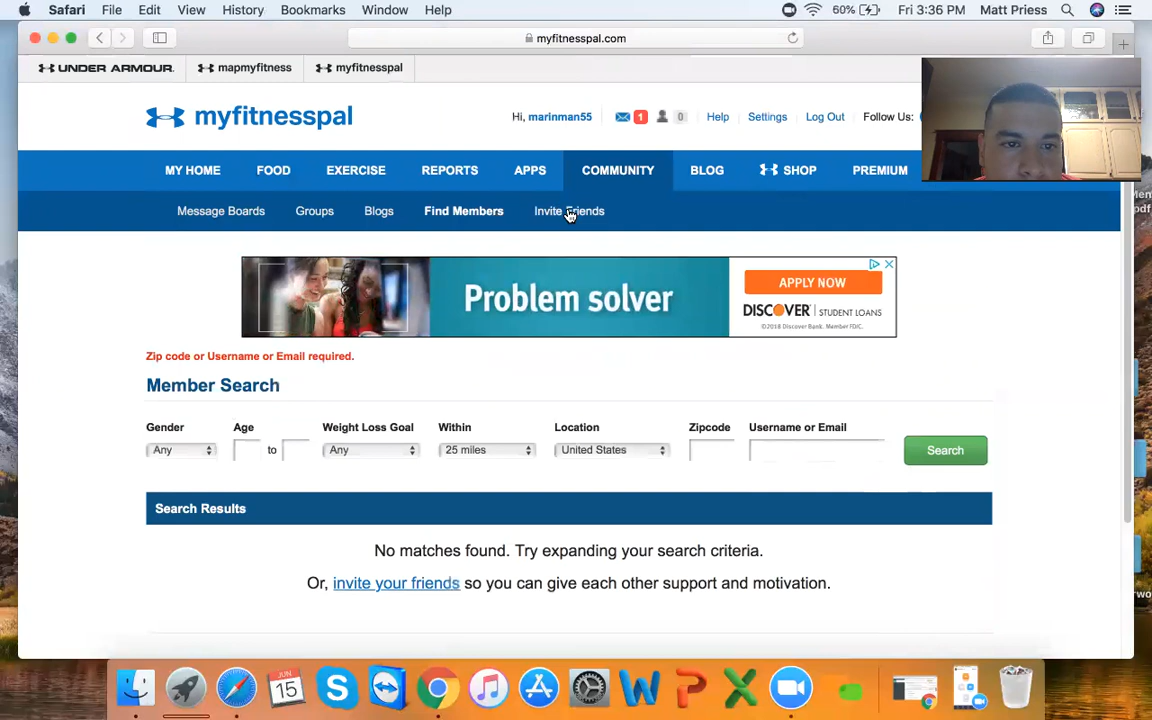 Safari File Edit View History Bookmarks Window Help 60% Fri 3:36 PM Matt Priess
myfitnesspal.com
UNDER ARMOUR. mapmyfitness myfitnesspal
myfitnesspal
Hi, marinman55 1 0 Help Settings Log Out Follow Us:
MY HOME FOOD EXERCISE REPORTS APPS COMMUNITY BLOG SHOP PREMIUM
Message Boards Groups Blogs Find Members Invite Friends
Problem solver
APPLY NOW
DISCOVER STUDENT LOANS
©2018 Discover Bank, Member FDIC.
Zip code or Username or Email required.
Member Search
Gender Age Weight Loss Goal Within Location Zipcode Username or Email
Any to Any 25 miles United States Search
Search Results
No matches found. Try expanding your search criteria.
Or, invite your friends so you can give each other support and motivation.
JUN
15